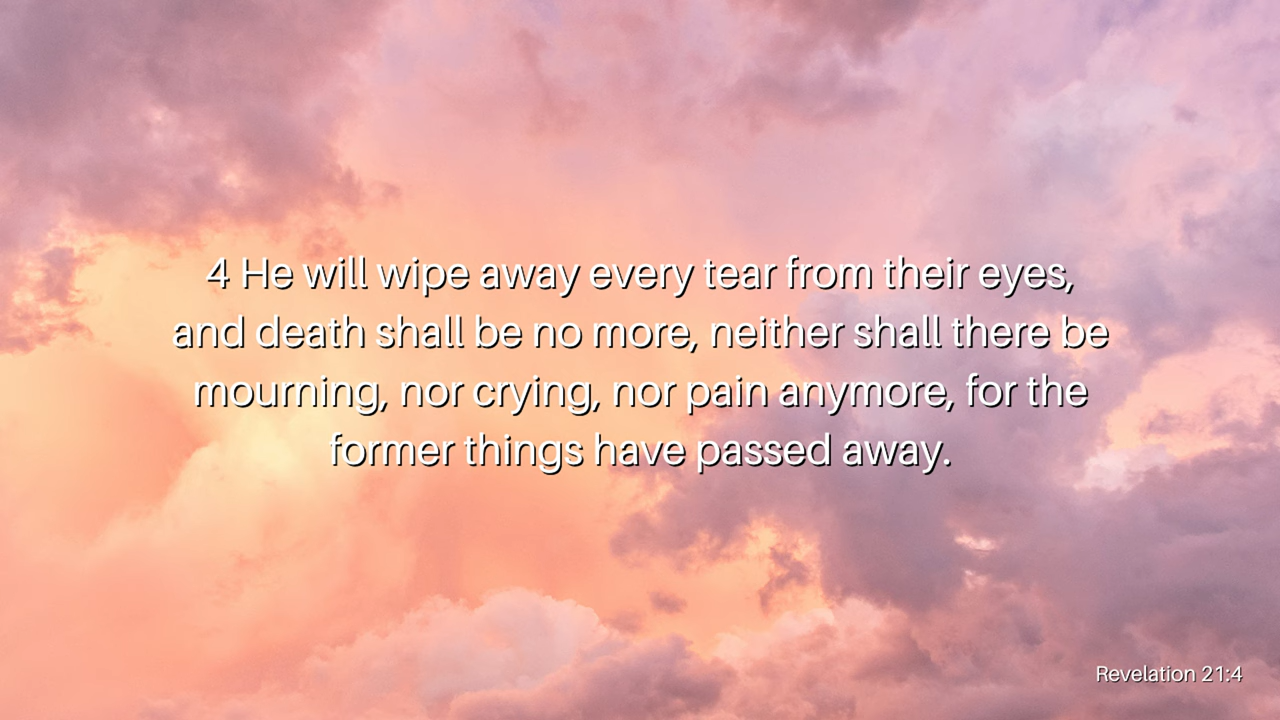 4 He will wipe away every tear from their eyes,
and death shall be no more, neither shall there be
mourning, nor crying, nor pain anymore, for the
former things have passed away.
Revelation 21:4